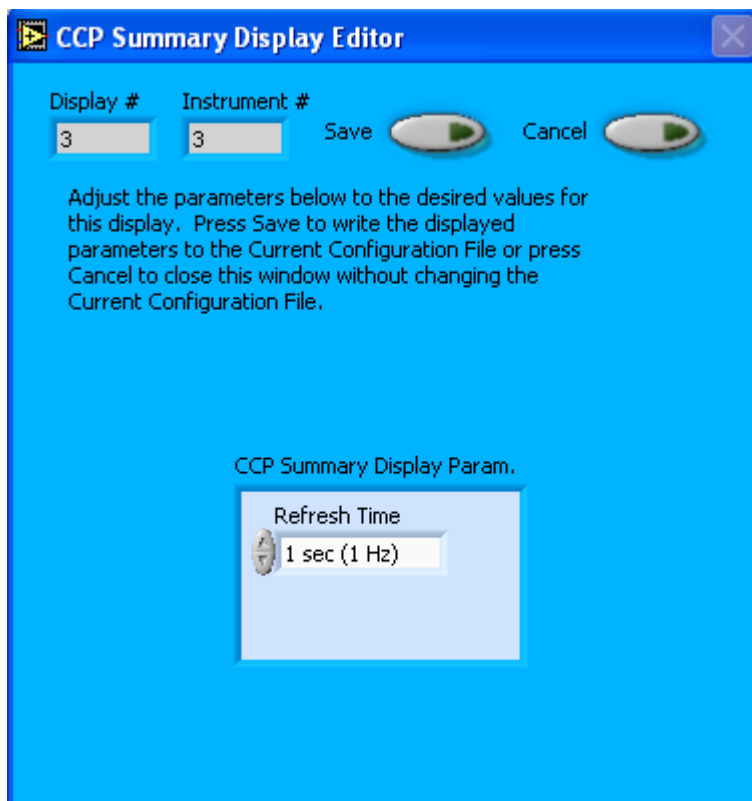 CCP Summary Display Editor
Display #
Instrument #
3
3
Save
Cancel
Adjust the parameters below to the desired values for
this display.  Press Save to write the displayed
parameters to the Current Configuration File or press
Cancel to close this window without changing the
Current Configuration File.
CCP Summary Display Param.
Refresh Time
1 sec (1 Hz)